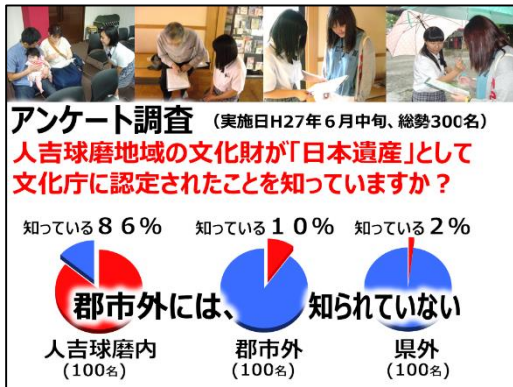 アンケート調査 （実施日H27年６月中旬、総勢300名）
人吉球磨地域の文化財が「日本遺産」として
文化庁に認定されたことを知っていますか？
知っている８６％ 知っている１０％ 知っている２％
郡市外には、知られていない
人吉球磨内 郡市外 県外
(100名) (100名) (100名)